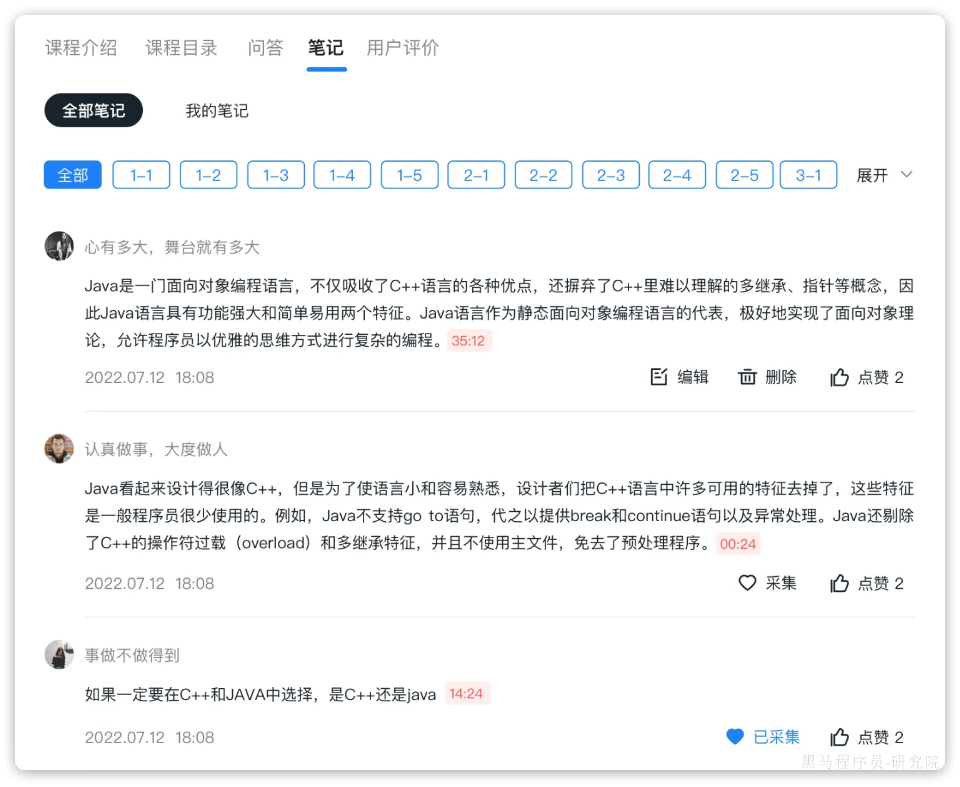 课程介绍 课程目录 问答 笔记 用户评价
全部笔记 我的笔记
全部 1-1 1-2 1-3 1-4 1-5 2-1 2-2 2-3 2-4 2-5 3-1 展开
心有多大，舞台就有多大
Java是一门面向对象编程语言，不仅吸收了C++语言的各种优点，还摒弃了C++里难以理解的多继承、指针等概念，因
此Java语言具有功能强大和简单易用两个特征。Java语言作为静态面向对象编程语言的代表，极好地实现了面向对象理
论，允许程序员以优雅的思维方式进行复杂的编程。 35:12
2022.07.12 18:08 编辑 删除 点赞 2
认真做事，大度做人
Java看起来设计得很像C++，但是为了使语言小和容易熟悉，设计者们把C++语言中许多可用的特征去掉了，这些特征
是一般程序员很少使用的。例如，Java不支持go to语句，代之以提供break和continue语句以及异常处理。Java还剔除
了C++的操作符过载（overload）和多继承特征，并且不使用主文件，免去了预处理程序。 00:24
2022.07.12 18:08 采集 点赞 2
事做不做得到
如果一定要在C++和JAVA中选择，是C++还是java 14:24
2022.07.12 18:08 已采集 点赞 2
黑马程序员-研究院